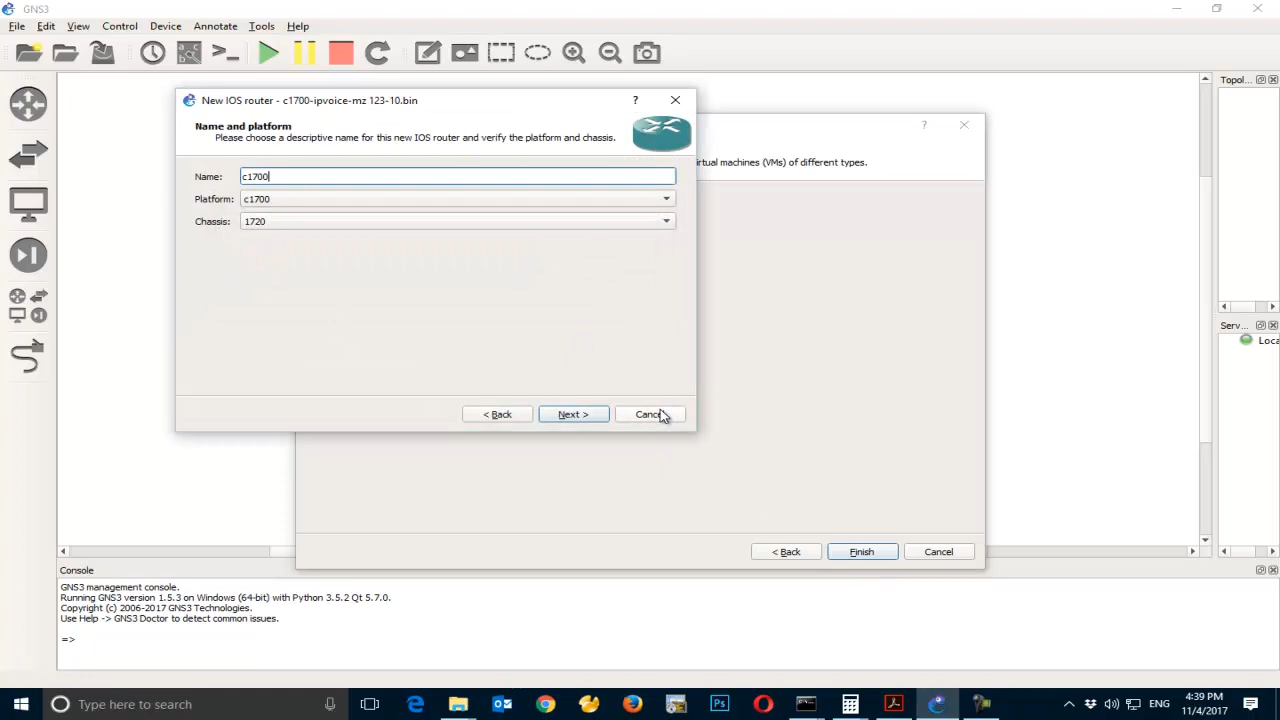 GNS3
File Edit View Control Device Annotate Tools Help
New IOS router - c1700-ipvoice-mz 123-10.bin
?
Name and platform
Please choose a descriptive name for this new IOS router and verify the platform and chassis.
Name: c1700
Platform: c1700
Chassis: 1720
< Back Next > Cancel
?
irtual machines (VMs) of different types.
< Back Finish Cancel
Topol...
Serv...
Loca
Console
GNS3 management console.
Running GNS3 version 1.5.3 on Windows (64-bit) with Python 3.5.2 Qt 5.7.0.
Copyright (c) 2006-2017 GNS3 Technologies.
Use Help -> GNS3 Doctor to detect common issues.
=>
Type here to search
Ps
ENG
4:39 PM
11/4/2017